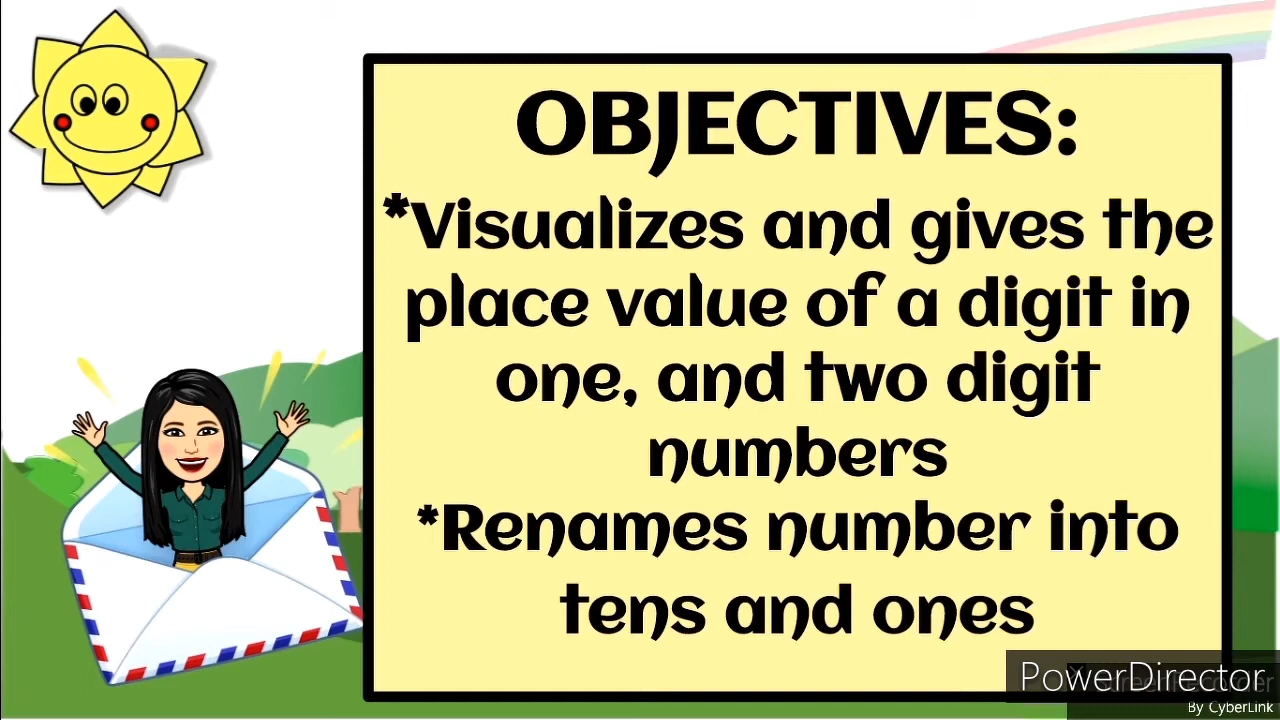 OBJECTIVES:
*Visualizes and gives the
place value of a digit in
one, and two digit
numbers
*Renames number into
tens and ones
PowerDirector
By CyberLink